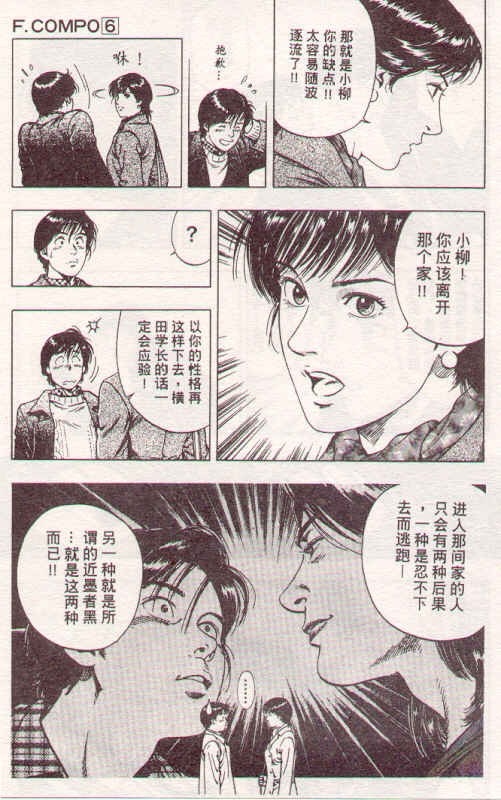 F.COMPO 6
那就是小柳
你的缺点!!
太容易随波
逐流了!!
抱歉…
咻!
小柳!
你应该离开
那个家!!
?
以你的性格再
这样下去,横
田学长的话一
定会应验!
进入那间家的人
只会有两种后果
,一种是忍不下
去而逃跑—
另一种就是所
谓的近墨者黑
…就是这两种
而已!!
……